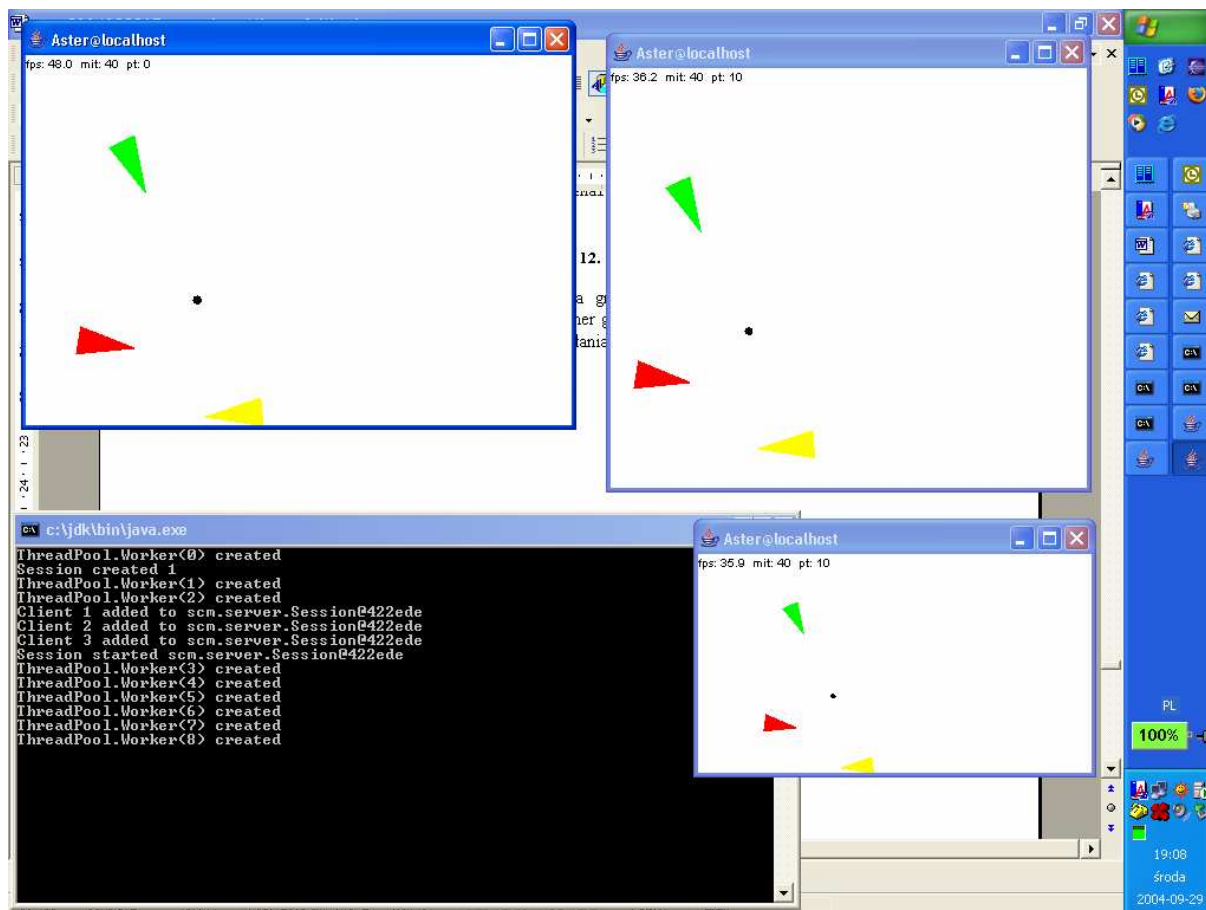 Aster@localhost
fps: 48.0 mit: 40 pt: 0
Aster@localhost
fps: 36.2 mit: 40 pt: 10
12.
a
her
tania
23
24
c:\jdk\bin\java.exe
ThreadPool.Worker(0) created
Session created 1
ThreadPool.Worker(1) created
ThreadPool.Worker(2) created
Client 1 added to scm.server.Session@422ede
Client 2 added to scm.server.Session@422ede
Client 3 added to scm.server.Session@422ede
Session started scm.server.Session@422ede
ThreadPool.Worker(3) created
ThreadPool.Worker(4) created
ThreadPool.Worker(5) created
ThreadPool.Worker(6) created
ThreadPool.Worker(7) created
ThreadPool.Worker(8) created
Aster@localhost
fps: 35.9 mit: 40 pt: 10
PL
100%
19:08
środa
2004-09-29